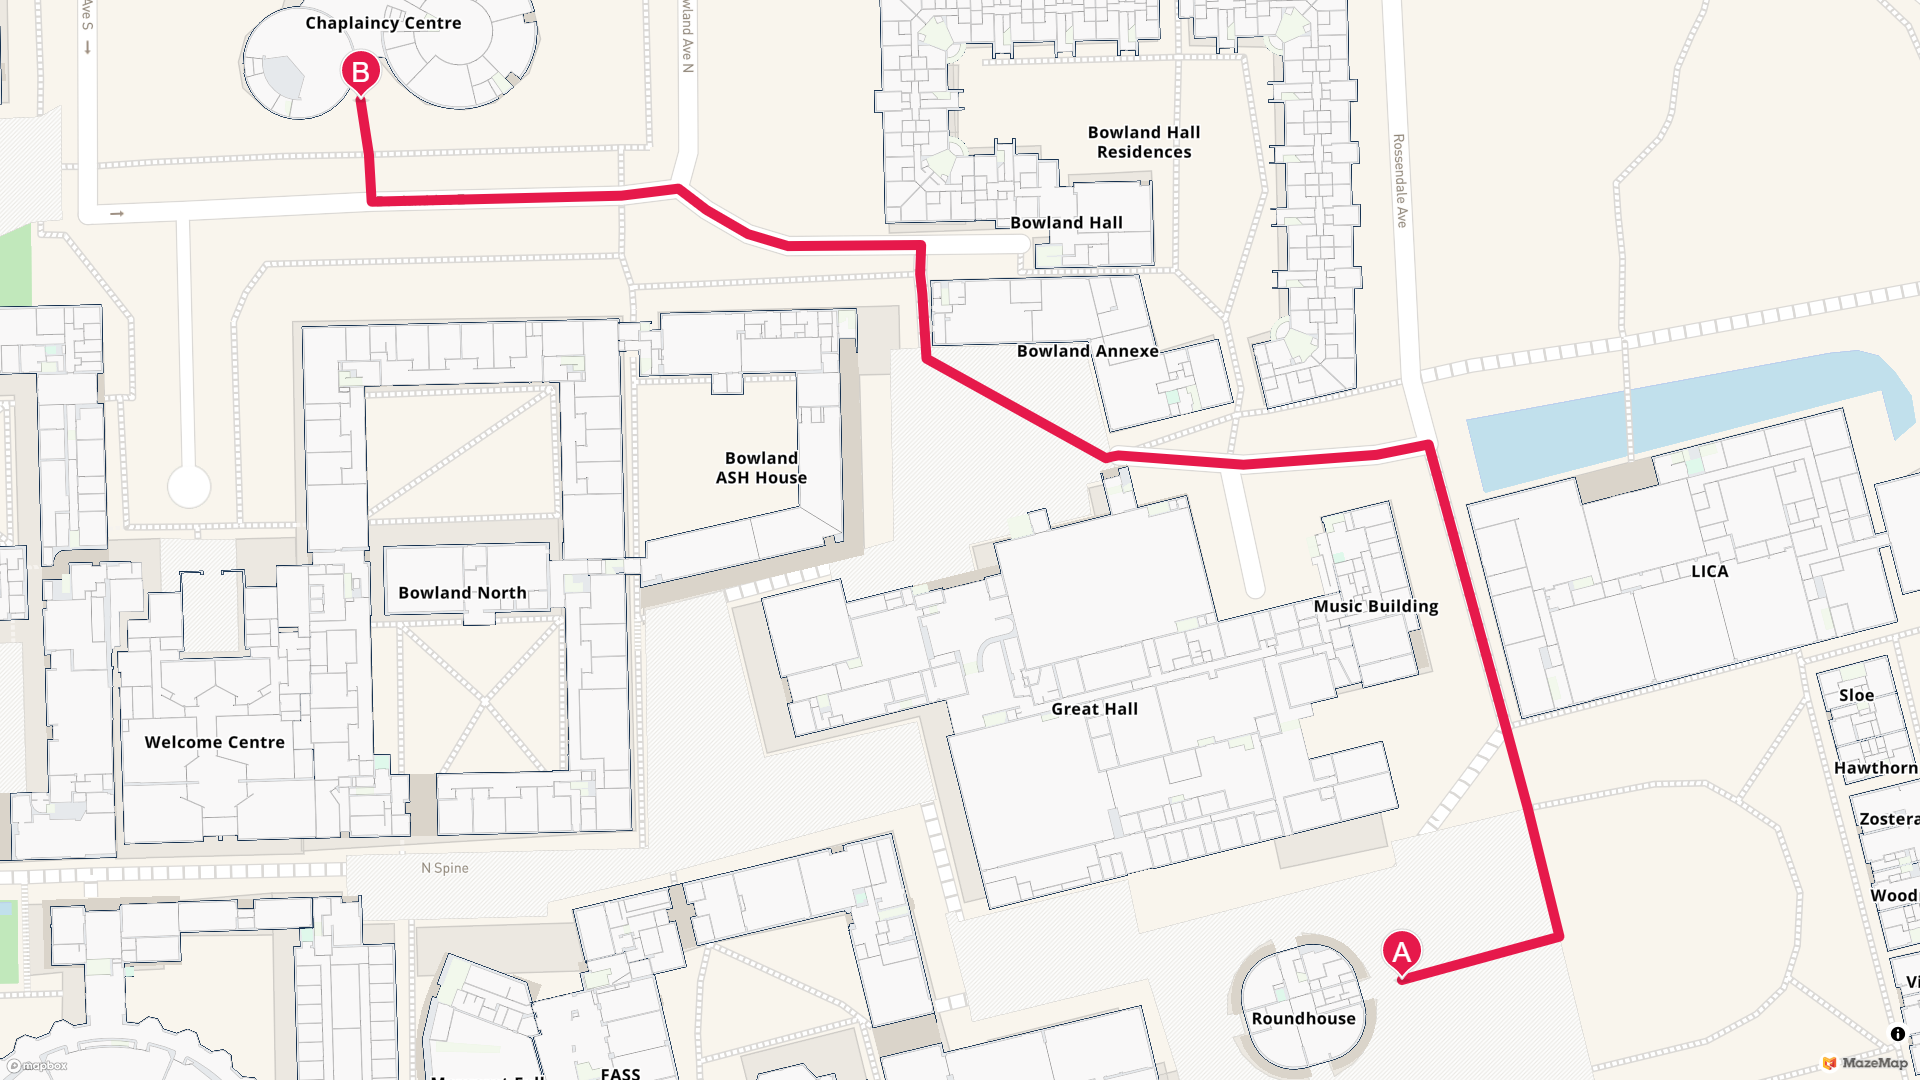 Chaplaincy Centre
Ave S
wland Ave N
B
Bowland Hall
Residences
Rossendale Ave
Bowland Hall
Bowland Annexe
Bowland
ASH House
LICA
Bowland North
Music Building
Sloe
Great Hall
Welcome Centre
Hawthorn
Zostera
N Spine
Wood
A
Vi
Roundhouse
FASS
mapbox
MazeMap